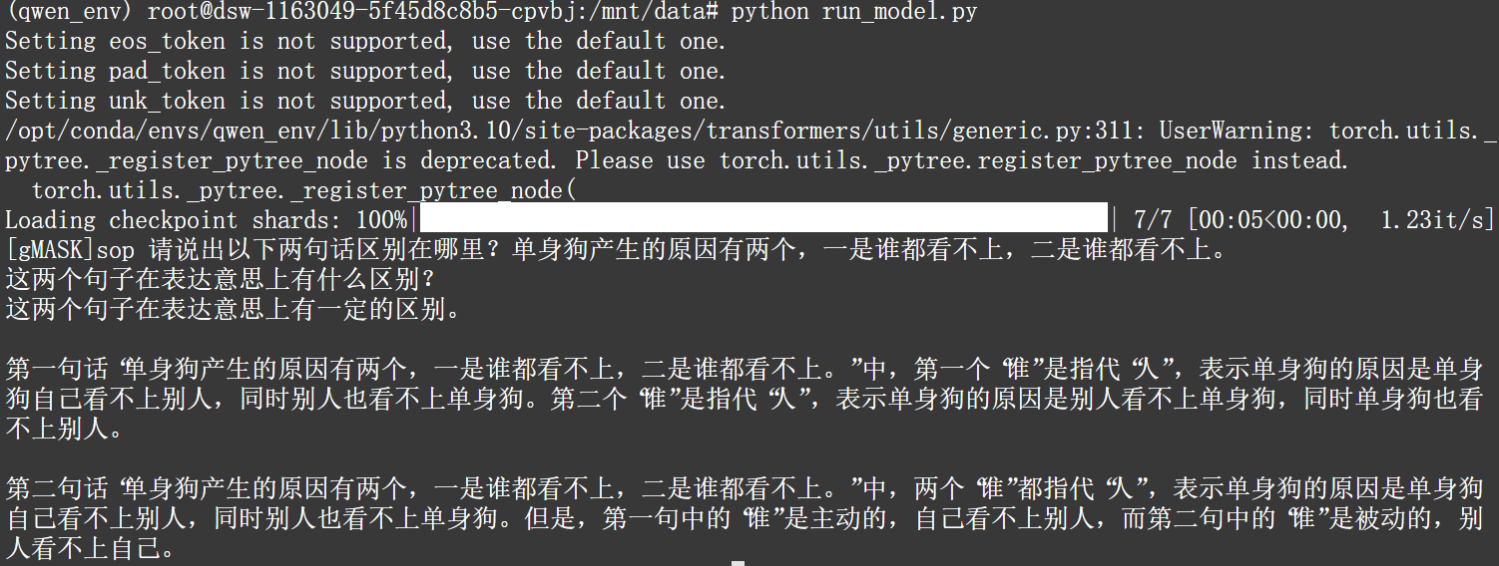 (qwen_env) root@dsw-1163049-5f45d8c8b5-cpvbj:/mnt/data# python run_model.py
Setting eos_token is not supported, use the default one.
Setting pad_token is not supported, use the default one.
Setting unk_token is not supported, use the default one.
/opt/conda/envs/qwen_env/lib/python3.10/site-packages/transformers/utils/generic.py:311: UserWarning: torch.utils._
pytree._register_pytree_node is deprecated. Please use torch.utils._pytree.register_pytree_node instead.
  torch.utils._pytree._register_pytree_node(
Loading checkpoint shards: 100%| | 7/7 [00:05<00:00,  1.23it/s]
[gMASK]sop 请说出以下两句话区别在哪里？单身狗产生的原因有两个，一是谁都看不上，二是谁都看不上。
这两个句子在表达意思上有什么区别？
这两个句子在表达意思上有一定的区别。
第一句话“单身狗产生的原因有两个，一是谁都看不上，二是谁都看不上。”中，第一个“谁”是指代“人”，表示单身狗的原因是单身
狗自己看不上别人，同时别人也看不上单身狗。第二个“谁”是指代“人”，表示单身狗的原因是别人看不上单身狗，同时单身狗也看
不上别人。
第二句话“单身狗产生的原因有两个，一是谁都看不上，二是谁都看不上。”中，两个“谁”都指代“人”，表示单身狗的原因是单身狗
自己看不上别人，同时别人也看不上单身狗。但是，第一句中的“谁”是主动的，自己看不上别人，而第二句中的“谁”是被动的，别
人看不上自己。